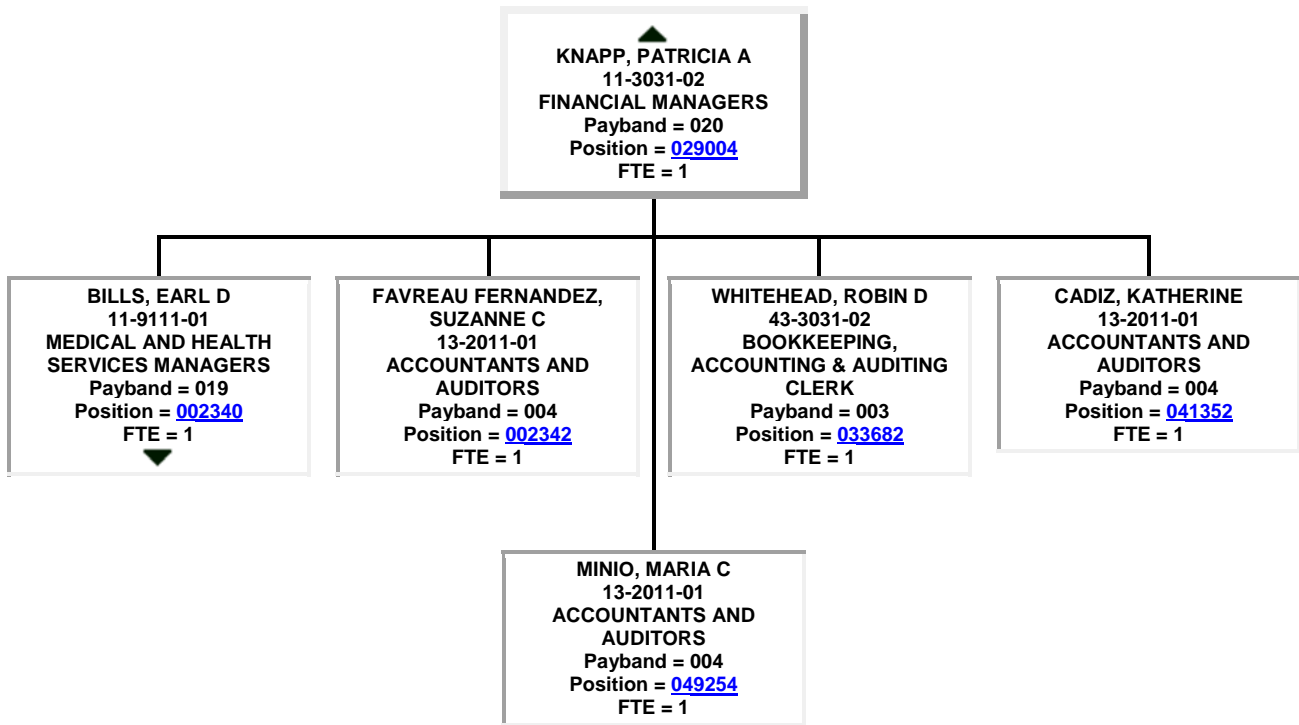 KNAPP, PATRICIA A
11-3031-02
FINANCIAL MANAGERS
Payband = 020
Position = 029004
FTE = 1
BILLS, EARL D
11-9111-01
MEDICAL AND HEALTH
SERVICES MANAGERS
Payband = 019
Position = 002340
FTE = 1
FAVREAU FERNANDEZ,
SUZANNE C
13-2011-01
ACCOUNTANTS AND
AUDITORS
Payband = 004
Position = 002342
FTE = 1
WHITEHEAD, ROBIN D
43-3031-02
BOOKKEEPING,
ACCOUNTING & AUDITING
CLERK
Payband = 003
Position = 033682
FTE = 1
CADIZ, KATHERINE
13-2011-01
ACCOUNTANTS AND
AUDITORS
Payband = 004
Position = 041352
FTE = 1
MINIO, MARIA C
13-2011-01
ACCOUNTANTS AND
AUDITORS
Payband = 004
Position = 049254
FTE = 1